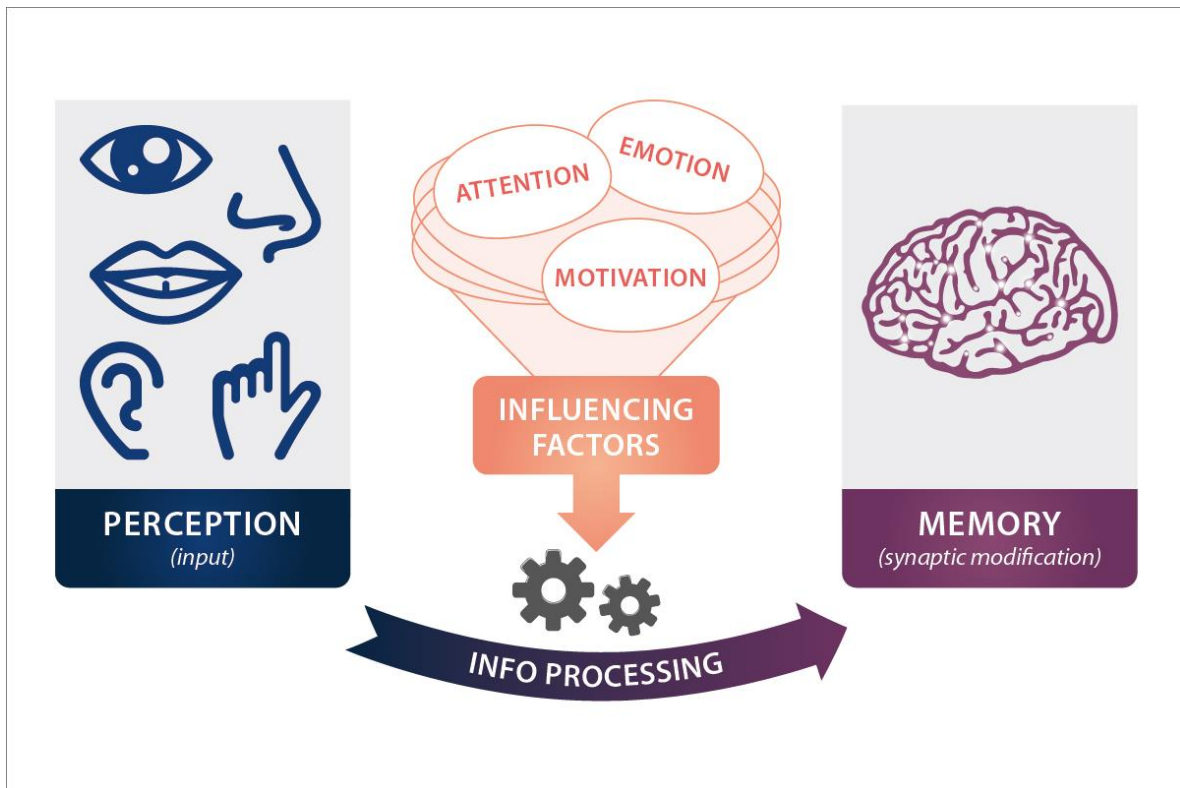 ATTENTION
EMOTION
MOTIVATION
INFLUENCING
FACTORS
PERCEPTION
(input)
MEMORY
(synaptic modification)
INFO PROCESSING